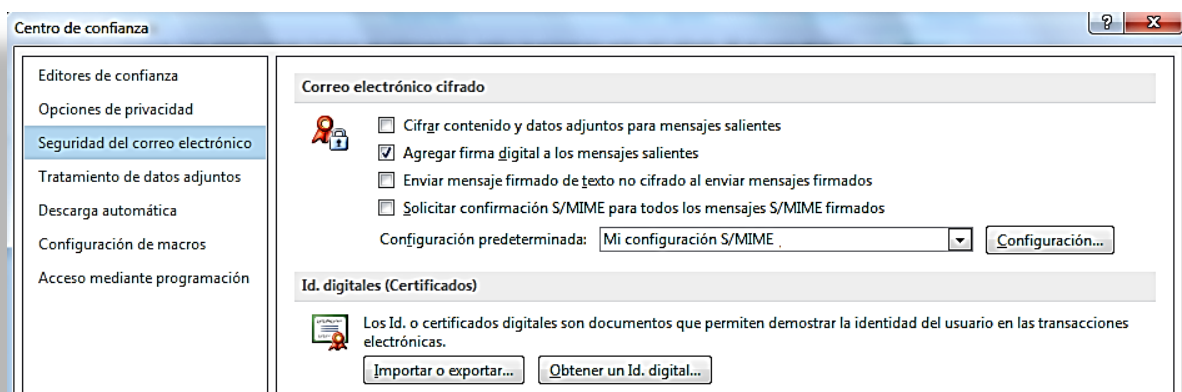 Centro de confianza
Editores de confianza
Opciones de privacidad
Seguridad del correo electrónico
Tratamiento de datos adjuntos
Descarga automática
Configuración de macros
Acceso mediante programación
Correo electrónico cifrado
Cifrar contenido y datos adjuntos para mensajes salientes
Agregar firma digital a los mensajes salientes
Enviar mensaje firmado de texto no cifrado al enviar mensajes firmados
Solicitar confirmación S/MIME para todos los mensajes S/MIME firmados
Configuración predeterminada: Mi configuración S/MIME Configuración...
Id. digitales (Certificados)
Los Id. o certificados digitales son documentos que permiten demostrar la identidad del usuario en las transacciones
electrónicas.
Importar o exportar... Obtener un Id. digital...